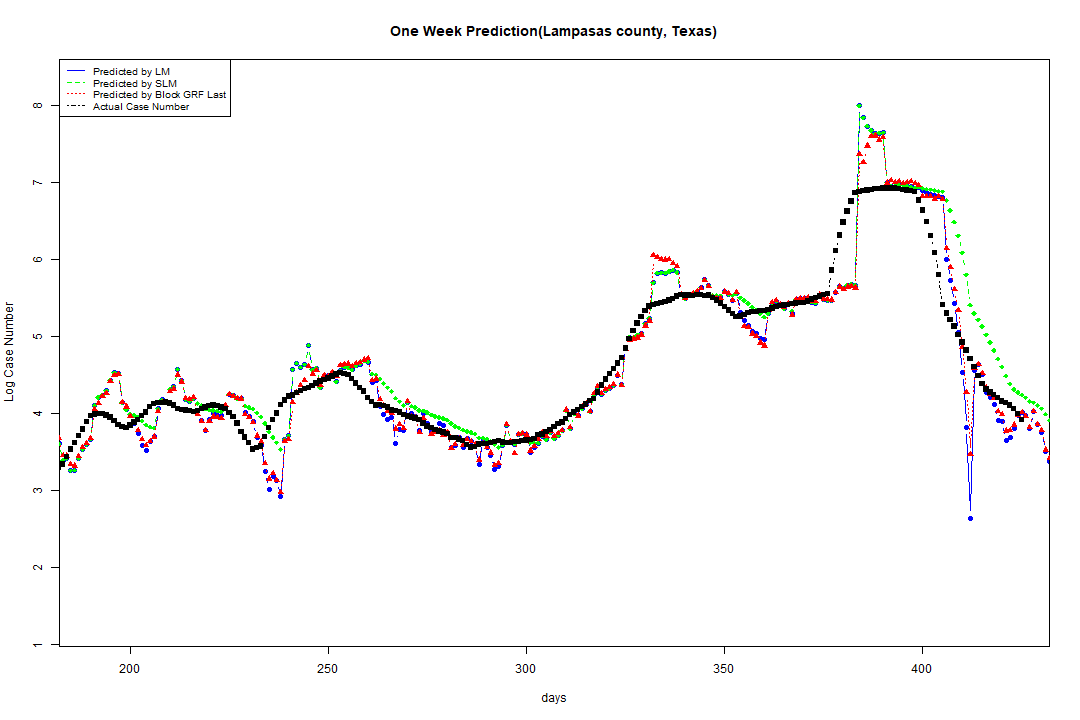 One Week Prediction(Lampasas county, Texas)
Predicted by LM
Predicted by SLM
Predicted by Block GRF Last
Actual Case Number
8
7
6
5
4
3
2
1
Log Case Number
200
250
300
350
400
days